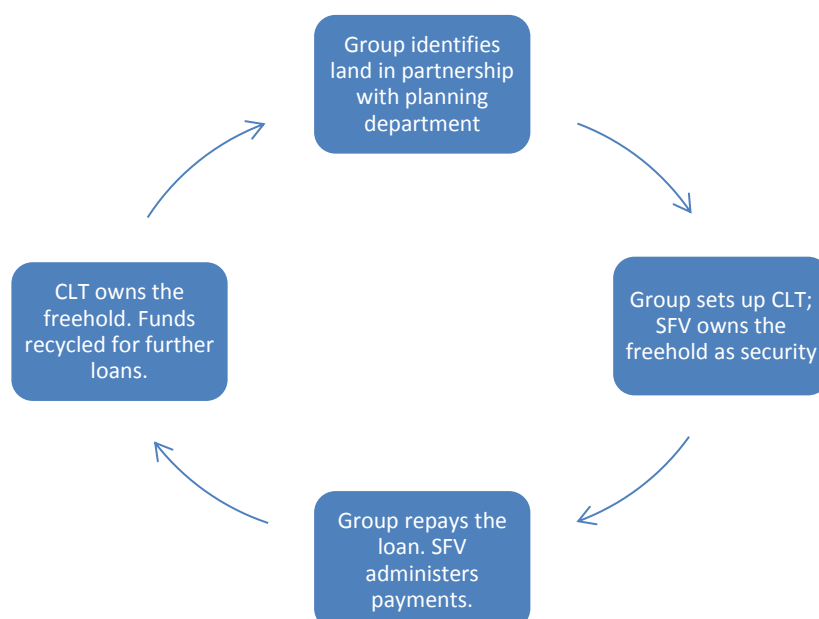 Group identifies
land in partnership
with planning
department
Group sets up CLT;
SFV owns the
freehold as security
Group repays the
loan. SFV
administers
payments.
CLT owns the
freehold. Funds
recycled for further
loans.